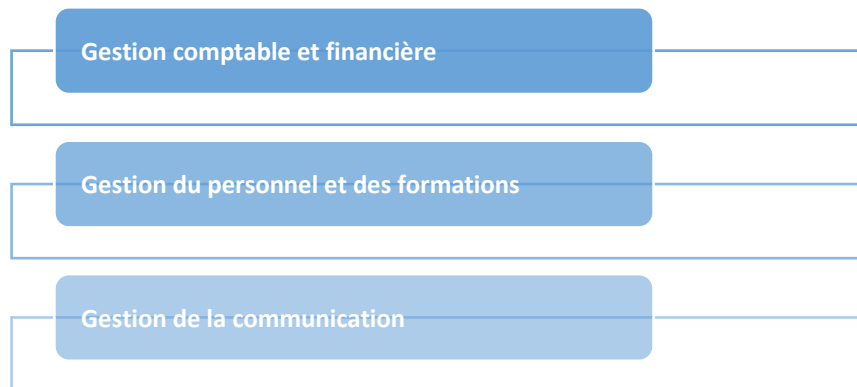 Gestion comptable et financière
Gestion du personnel et des formations
Gestion de la communication